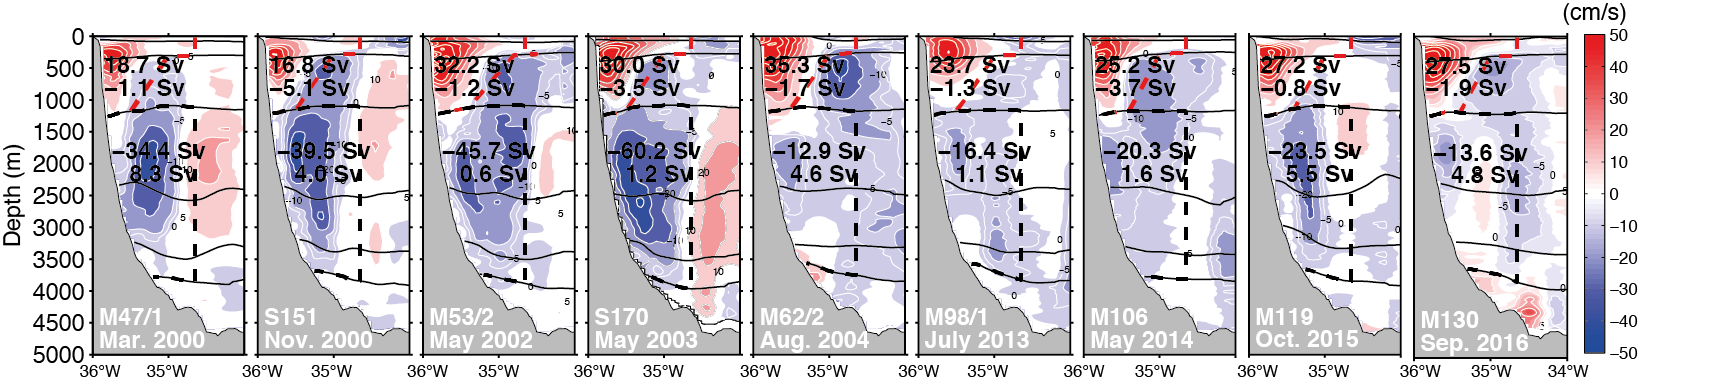 (cm/s)
Depth (m)
0
500
1000
1500
2000
2500
3000
3500
4000
4500
5000
18.7 Sv
−1.1 Sv
−34.4 Sv
8.3 Sv
M47/1
Mar. 2000
36°W 35°W
16.8 Sv
−5.1 Sv
−39.5 Sv
4.0 Sv
S151
Nov. 2000
36°W 35°W
32.2 Sv
−1.2 Sv
−45.7 Sv
0.6 Sv
M53/2
May 2002
36°W 35°W
30.0 Sv
−3.5 Sv
−60.2 Sv
1.2 Sv
S170
May 2003
36°W 35°W
35.3 Sv
−1.7 Sv
−12.9 Sv
4.6 Sv
M62/2
Aug. 2004
36°W 35°W
23.7 Sv
−1.3 Sv
−16.4 Sv
1.1 Sv
M98/1
July 2013
36°W 35°W
25.2 Sv
−3.7 Sv
−20.3 Sv
1.6 Sv
M106
May 2014
36°W 35°W
27.2 Sv
−0.8 Sv
−23.5 Sv
5.5 Sv
M119
Oct. 2015
36°W 35°W
27.5 Sv
−1.9 Sv
−13.6 Sv
4.8 Sv
M130
Sep. 2016
36°W 35°W 34°W
50
40
30
20
10
0
−10
−20
−30
−40
−50